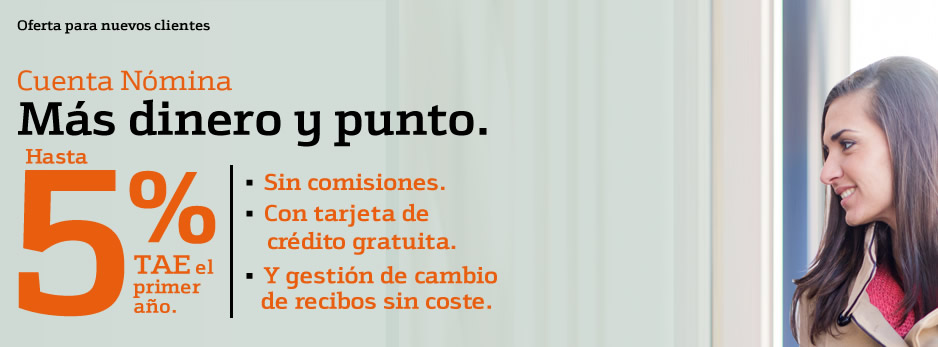 Oferta para nuevos clientes
Cuenta Nómina
Más dinero y punto.
Hasta
5%
TAE el
primer
año.
▪ Sin comisiones.
▪ Con tarjeta de
crédito gratuita.
▪ Y gestión de cambio
de recibos sin coste.